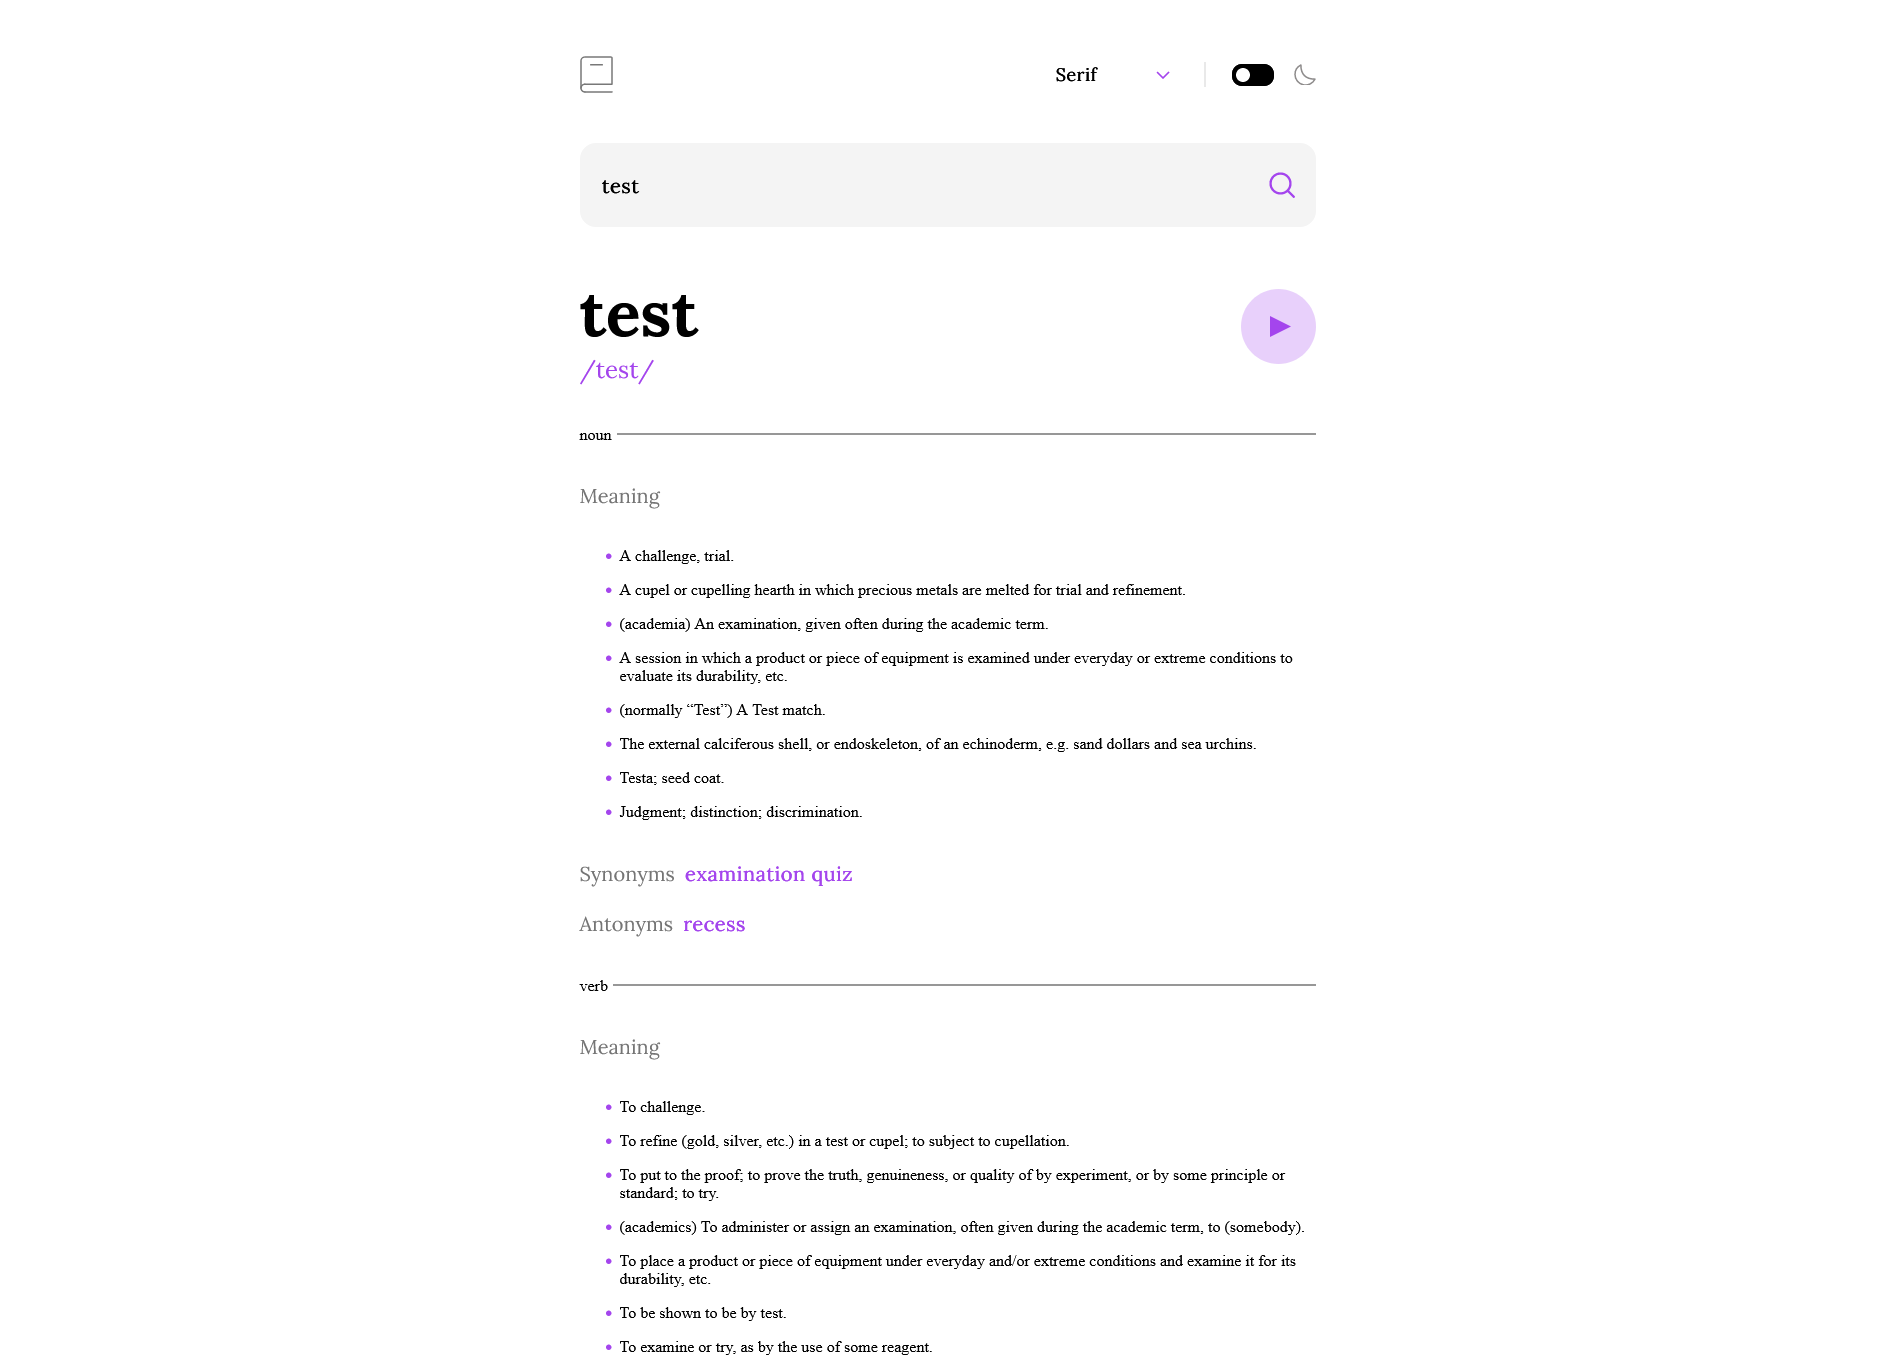 Serif
test
test
/test/
noun
Meaning
A challenge, trial.
A cupel or cupelling hearth in which precious metals are melted for trial and refinement.
(academia) An examination, given often during the academic term.
A session in which a product or piece of equipment is examined under everyday or extreme conditions to
evaluate its durability, etc.
(normally “Test”) A Test match.
The external calciferous shell, or endoskeleton, of an echinoderm, e.g. sand dollars and sea urchins.
Testa; seed coat.
Judgment; distinction; discrimination.
Synonyms examination quiz
Antonyms recess
verb
Meaning
To challenge.
To refine (gold, silver, etc.) in a test or cupel; to subject to cupellation.
To put to the proof; to prove the truth, genuineness, or quality of by experiment, or by some principle or
standard; to try.
(academics) To administer or assign an examination, often given during the academic term, to (somebody).
To place a product or piece of equipment under everyday and/or extreme conditions and examine it for its
durability, etc.
To be shown to be by test.
To examine or try, as by the use of some reagent.